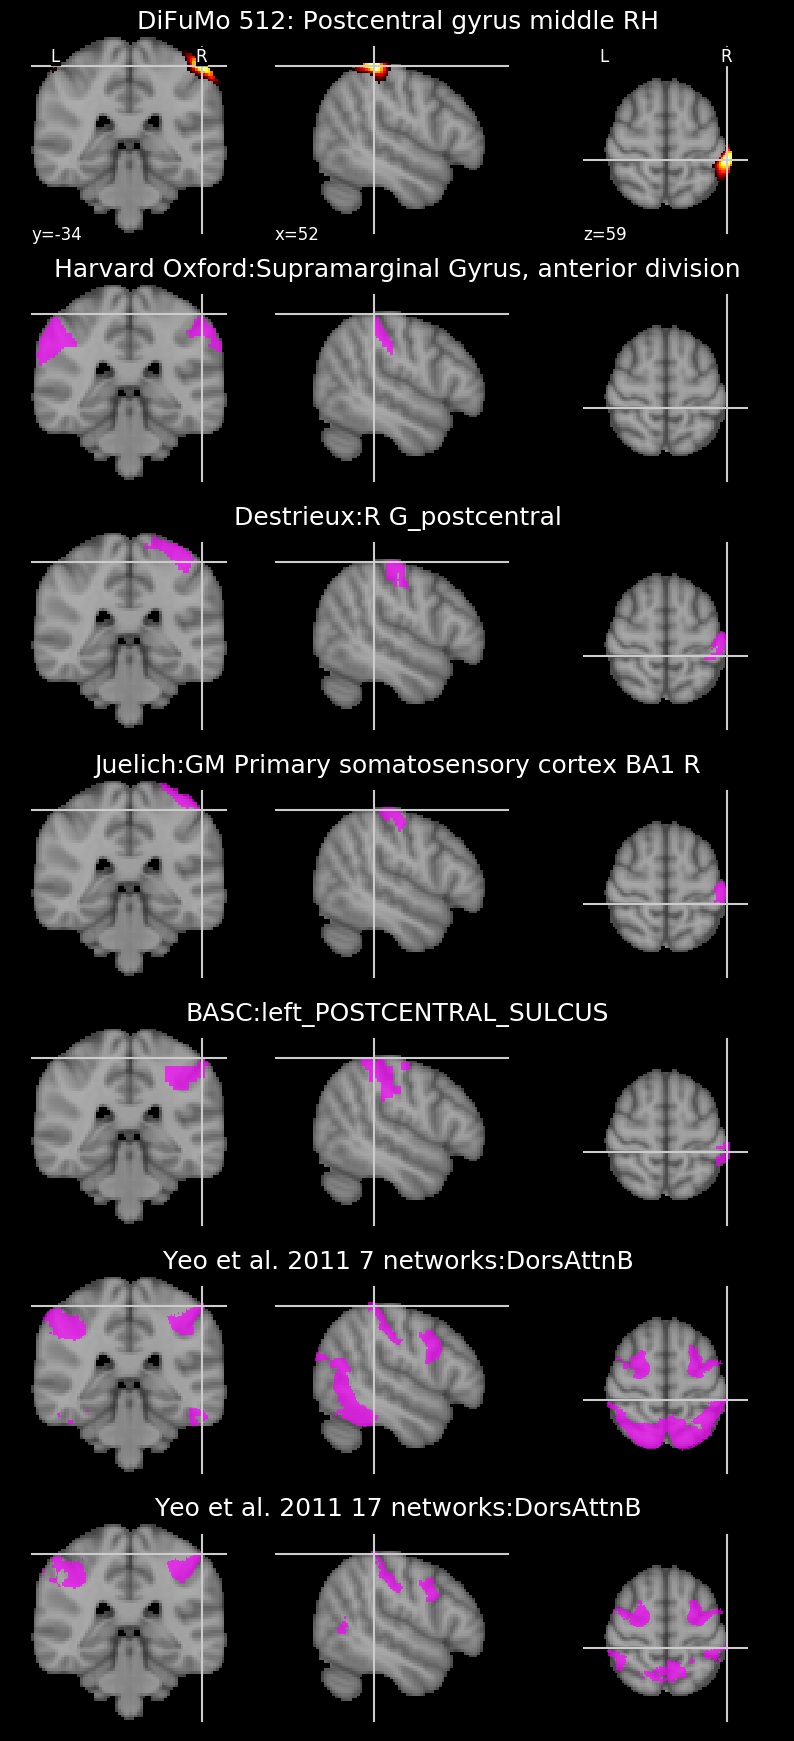 DiFuMo 512: Postcentral gyrus middle RH
L R L R
y=-34 x=52 z=59
Harvard Oxford:Supramarginal Gyrus, anterior division
Destrieux:R G_postcentral
Juelich:GM Primary somatosensory cortex BA1 R
BASC:left_POSTCENTRAL_SULCUS
Yeo et al. 2011 7 networks:DorsAttnB
Yeo et al. 2011 17 networks:DorsAttnB